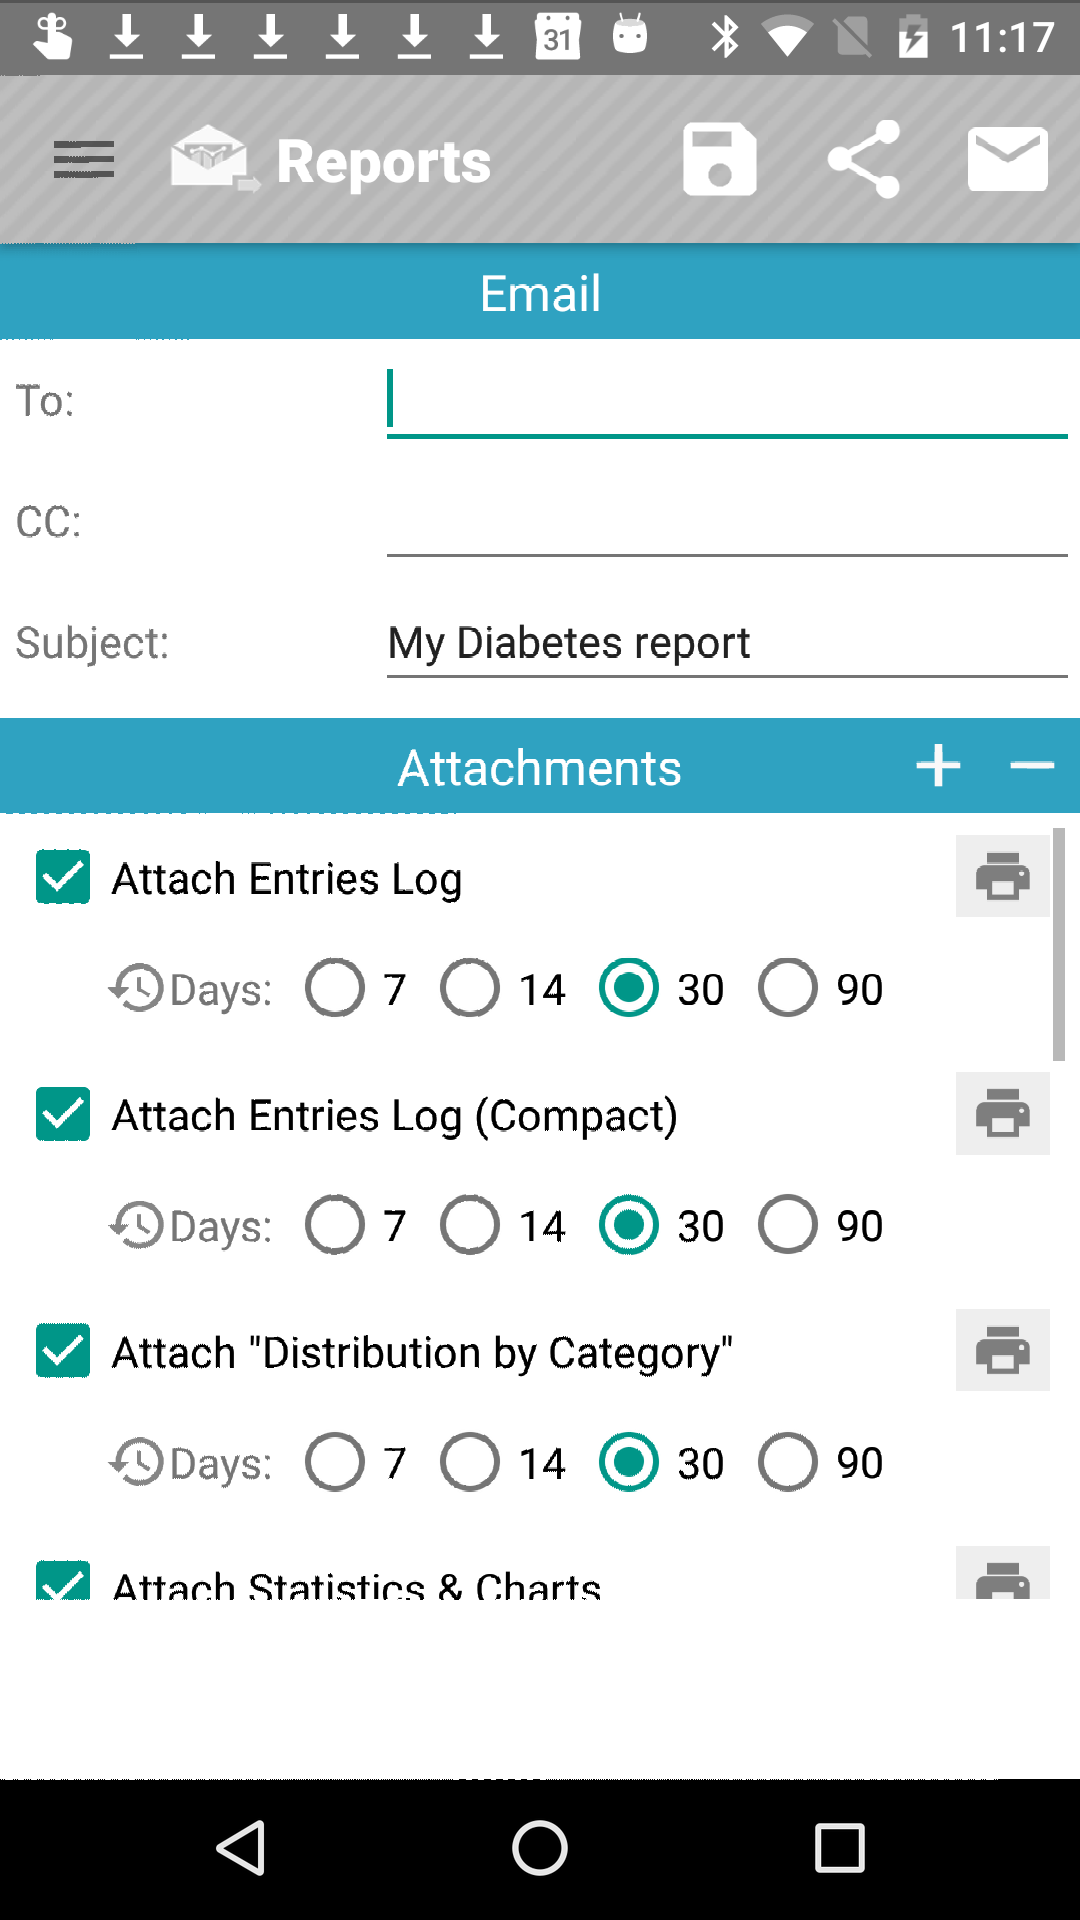 31 11:17
Reports
Email
To:
CC:
Subject: My Diabetes report
Attachments
Attach Entries Log
Days: 7 14 30 90
Attach Entries Log (Compact)
Days: 7 14 30 90
Attach "Distribution by Category"
Days: 7 14 30 90
Attach Statistics & Charts